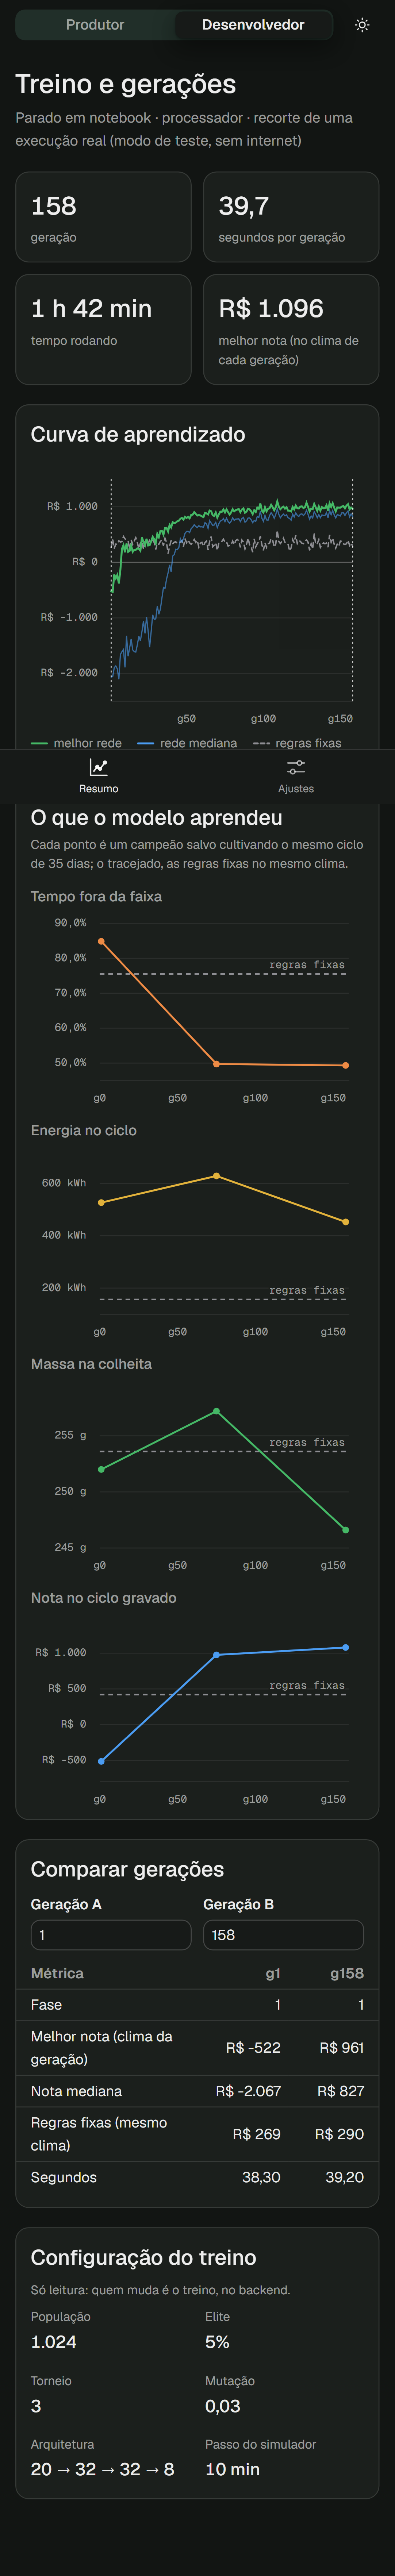 Produtor
Desenvolvedor
Treino e gerações
Parado em notebook · processador · recorte de uma
execução real (modo de teste, sem internet)
158
geração
39,7
segundos por geração
1 h 42 min
tempo rodando
R$ 1.096
melhor nota (no clima de
cada geração)
Curva de aprendizado
R$ 1.000
R$ 0
R$ -1.000
R$ -2.000
g50
g100
g150
melhor rede
rede mediana
regras fixas
Resumo
Ajustes
O que o modelo aprendeu
Cada ponto é um campeão salvo cultivando o mesmo ciclo
de 35 dias; o tracejado, as regras fixas no mesmo clima.
Tempo fora da faixa
90,0%
80,0%
regras fixas
70,0%
60,0%
50,0%
g0
g50
g100
g150
Energia no ciclo
600 kWh
400 kWh
200 kWh
regras fixas
g0
g50
g100
g150
Massa na colheita
255 g
regras fixas
250 g
245 g
g0
g50
g100
g150
Nota no ciclo gravado
R$ 1.000
R$ 500
regras fixas
R$ 0
R$ -500
g0
g50
g100
g150
Comparar gerações
Geração A
Geração B
1
158
Métrica g1 g158
Fase 1 1
Melhor nota (clima da
geração) R$ -522 R$ 961
Nota mediana R$ -2.067 R$ 827
Regras fixas (mesmo
clima) R$ 269 R$ 290
Segundos 38,30 39,20
Configuração do treino
Só leitura: quem muda é o treino, no backend.
População
Elite
1.024
5%
Torneio
Mutação
3
0,03
Arquitetura
Passo do simulador
20 → 32 → 32 → 8
10 min